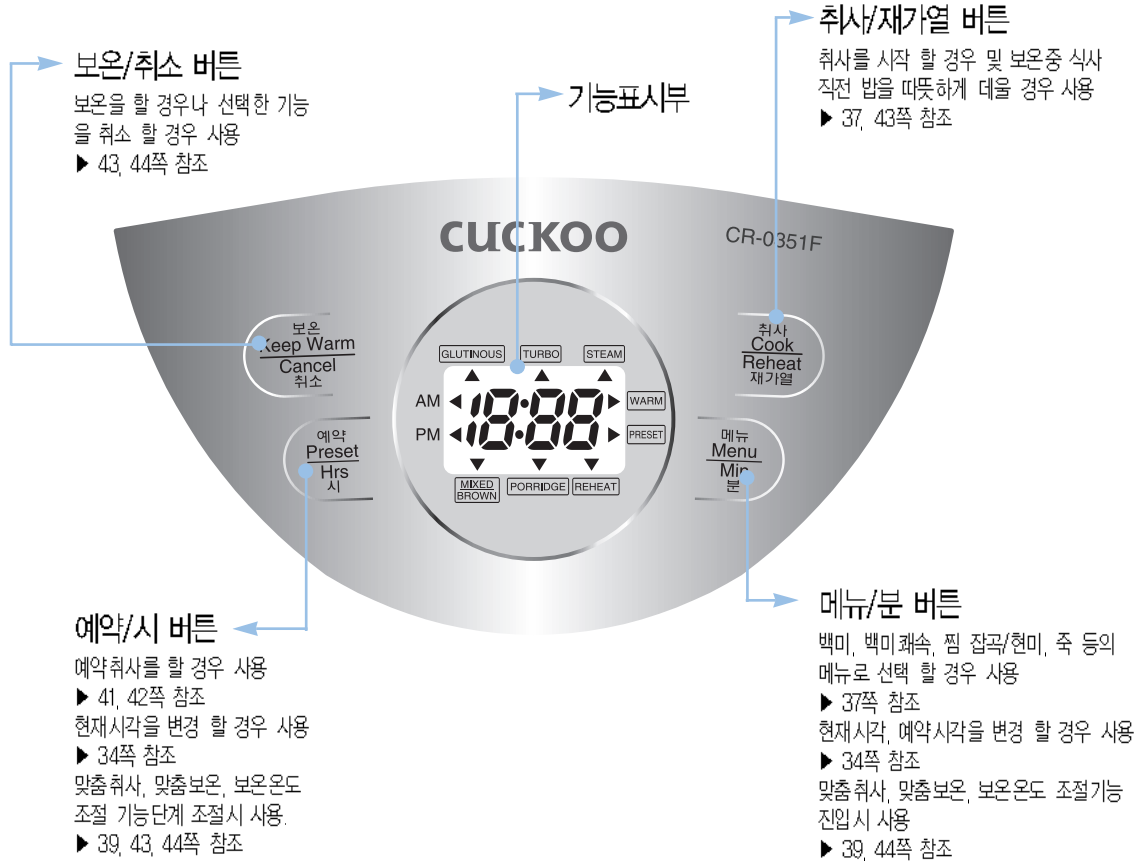 보온/취소 버튼
보온을 할 경우나 선택한 기능
을 취소 할 경우 사용
▶ 43, 44쪽 참조
기능표시부
취사/재가열 버튼
취사를 시작 할 경우 및 보온중 식사
직전 밥을 따뜻하게 데울 경우 사용
▶ 37, 43쪽 참조
CUCKOO
CR-0351F
보온
Keep Warm
Cancel
취소
예약
Preset
Hrs
시
GLUTINOUS TURBO STEAM
AM 18:88 WARM
PM PRESET
MIXED
BROWN PORRIDGE REHEAT
취사
Cook
Reheat
재가열
메뉴
Menu
Min
분
예약/시 버튼
예약취사를 할 경우 사용
▶ 41, 42쪽 참조
현재시각을 변경 할 경우 사용
▶ 34쪽 참조
맞춤취사, 맞춤보온, 보온온도
조절 기능단계 조절시 사용.
▶ 39, 43, 44쪽 참조
메뉴/분 버튼
백미, 백미쾌속, 찜 잡곡/현미, 죽 등의
메뉴로 선택 할 경우 사용
▶ 37쪽 참조
현재시각, 예약시각을 변경 할 경우 사용
▶ 34쪽 참조
맞춤취사, 맞춤보온, 보온온도 조절기능
진입시 사용
▶ 39, 44쪽 참조